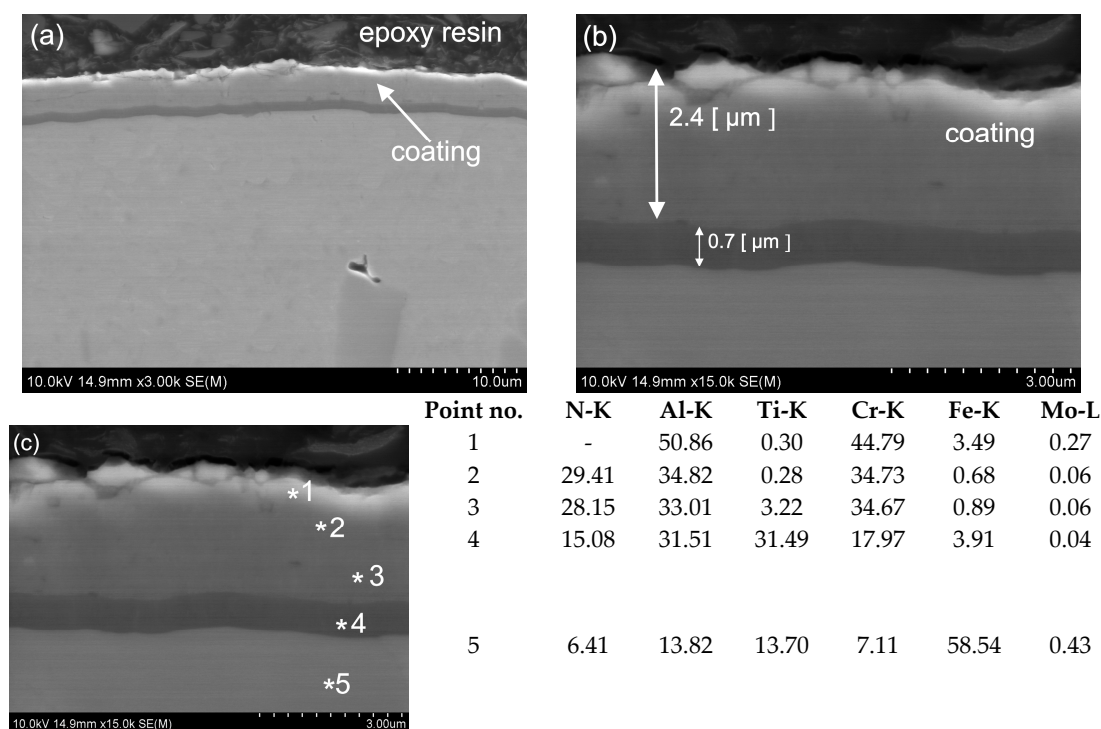 (a)
epoxy resin
coating
10.0kV 14.9mm x3.00k SE(M)
10.0um
(b)
2.4 [ µm ]
coating
0.7 [ µm ]
10.0kV 14.9mm x15.0k SE(M)
3.00um
(c)
*1
*2
*3
*4
*5
10.0kV 14.9mm x15.0k SE(M)
3.00um
Point no. N-K Al-K Ti-K Cr-K Fe-K Mo-L
1 - 50.86 0.30 44.79 3.49 0.27
2 29.41 34.82 0.28 34.73 0.68 0.06
3 28.15 33.01 3.22 34.67 0.89 0.06
4 15.08 31.51 31.49 17.97 3.91 0.04
5 6.41 13.82 13.70 7.11 58.54 0.43